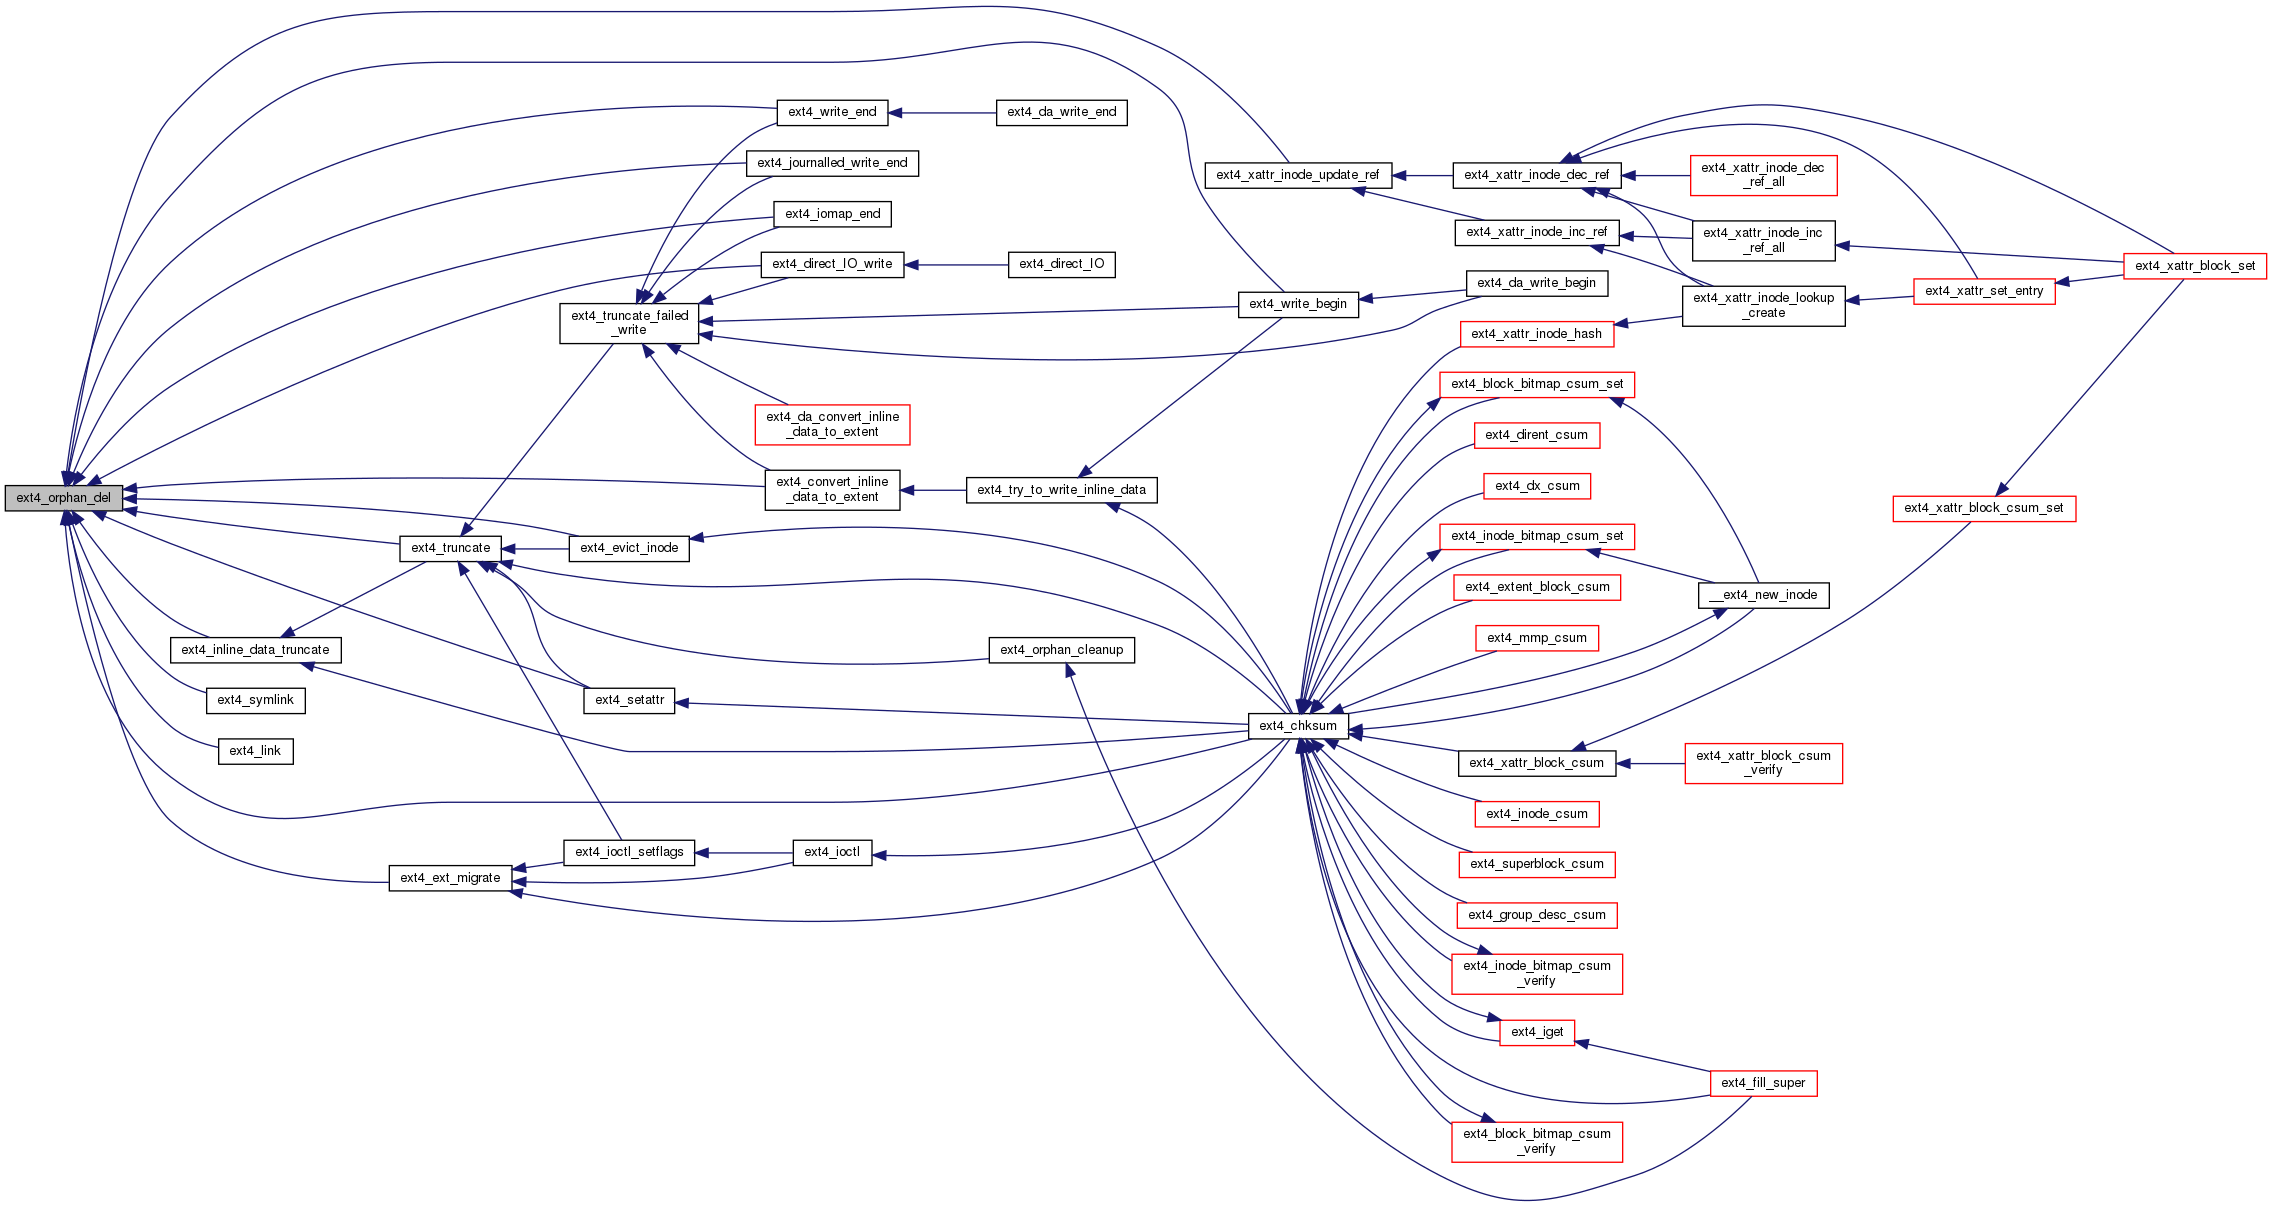 ext4_orphan_del
ext4_inline_data_truncate
ext4_symlink
ext4_link
ext4_truncate
ext4_ext_migrate
ext4_truncate_failed
_write
ext4_evict_inode
ext4_setattr
ext4_ioctl_setflags
ext4_write_end
ext4_journalled_write_end
ext4_iomap_end
ext4_direct_IO_write
ext4_da_convert_inline
_data_to_extent
ext4_convert_inline
_data_to_extent
ext4_ioctl
ext4_da_write_end
ext4_direct_IO
ext4_try_to_write_inline_data
ext4_orphan_cleanup
ext4_xattr_inode_update_ref
ext4_write_begin
ext4_chksum
ext4_xattr_inode_dec_ref
ext4_xattr_inode_inc_ref
ext4_da_write_begin
ext4_xattr_inode_hash
ext4_block_bitmap_csum_set
ext4_dirent_csum
ext4_dx_csum
ext4_inode_bitmap_csum_set
ext4_extent_block_csum
ext4_mmp_csum
ext4_xattr_block_csum
ext4_inode_csum
ext4_superblock_csum
ext4_group_desc_csum
ext4_inode_bitmap_csum
_verify
ext4_iget
ext4_block_bitmap_csum
_verify
ext4_xattr_inode_dec
_ref_all
ext4_xattr_inode_inc
_ref_all
ext4_xattr_inode_lookup
_create
__ext4_new_inode
ext4_xattr_block_csum
_verify
ext4_fill_super
ext4_xattr_set_entry
ext4_xattr_block_csum_set
ext4_xattr_block_set